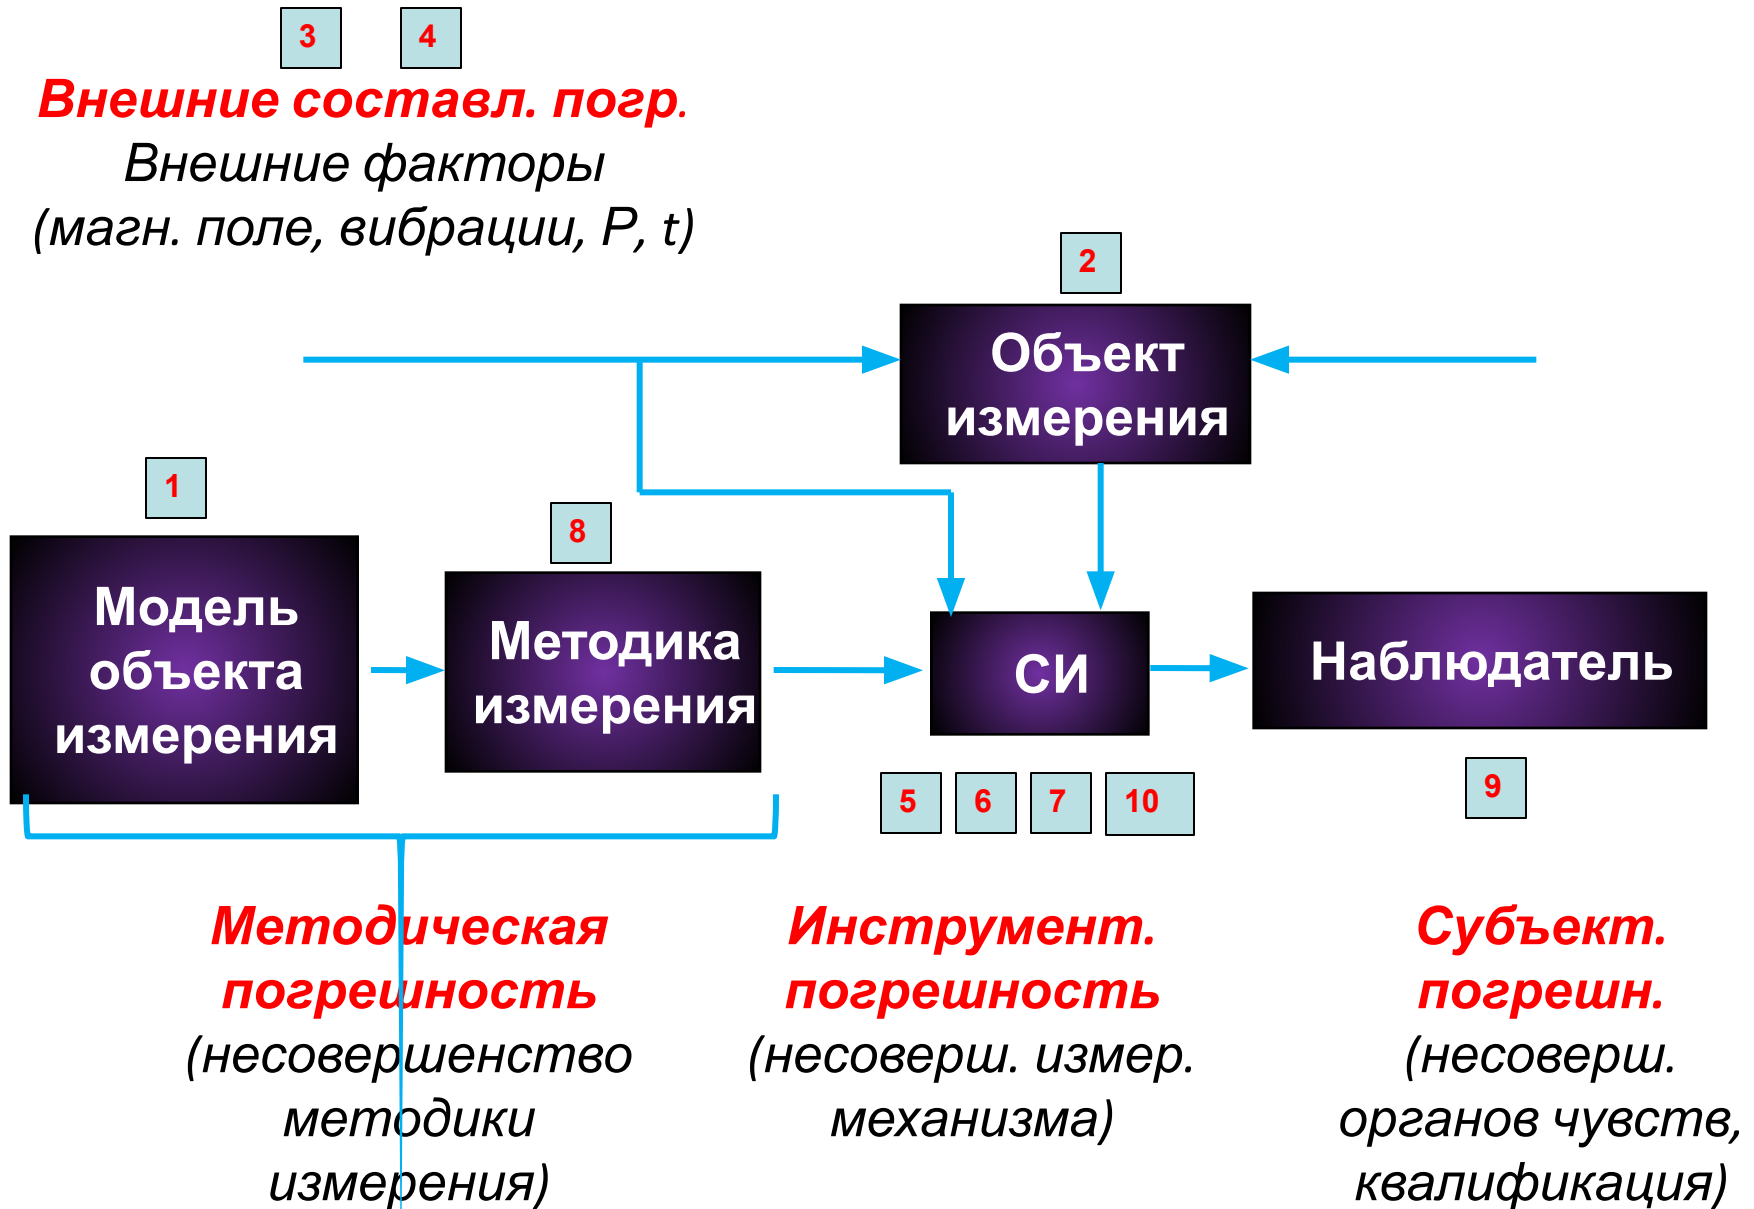 3 4
Внешние составл. погр.
Внешние факторы
(магн. поле, вибрации, P, t)
2
Объект
измерения
1
8
Модель
объекта
измерения
Методика
измерения
СИ
Наблюдатель
5 6 7 10
9
Методическая
погрешность
(несовершенство
методики
измерения)
Инструмент.
погрешность
(несоверш. измер.
механизма)
Субъект.
погрешн.
(несоверш.
органов чувств,
квалификация)